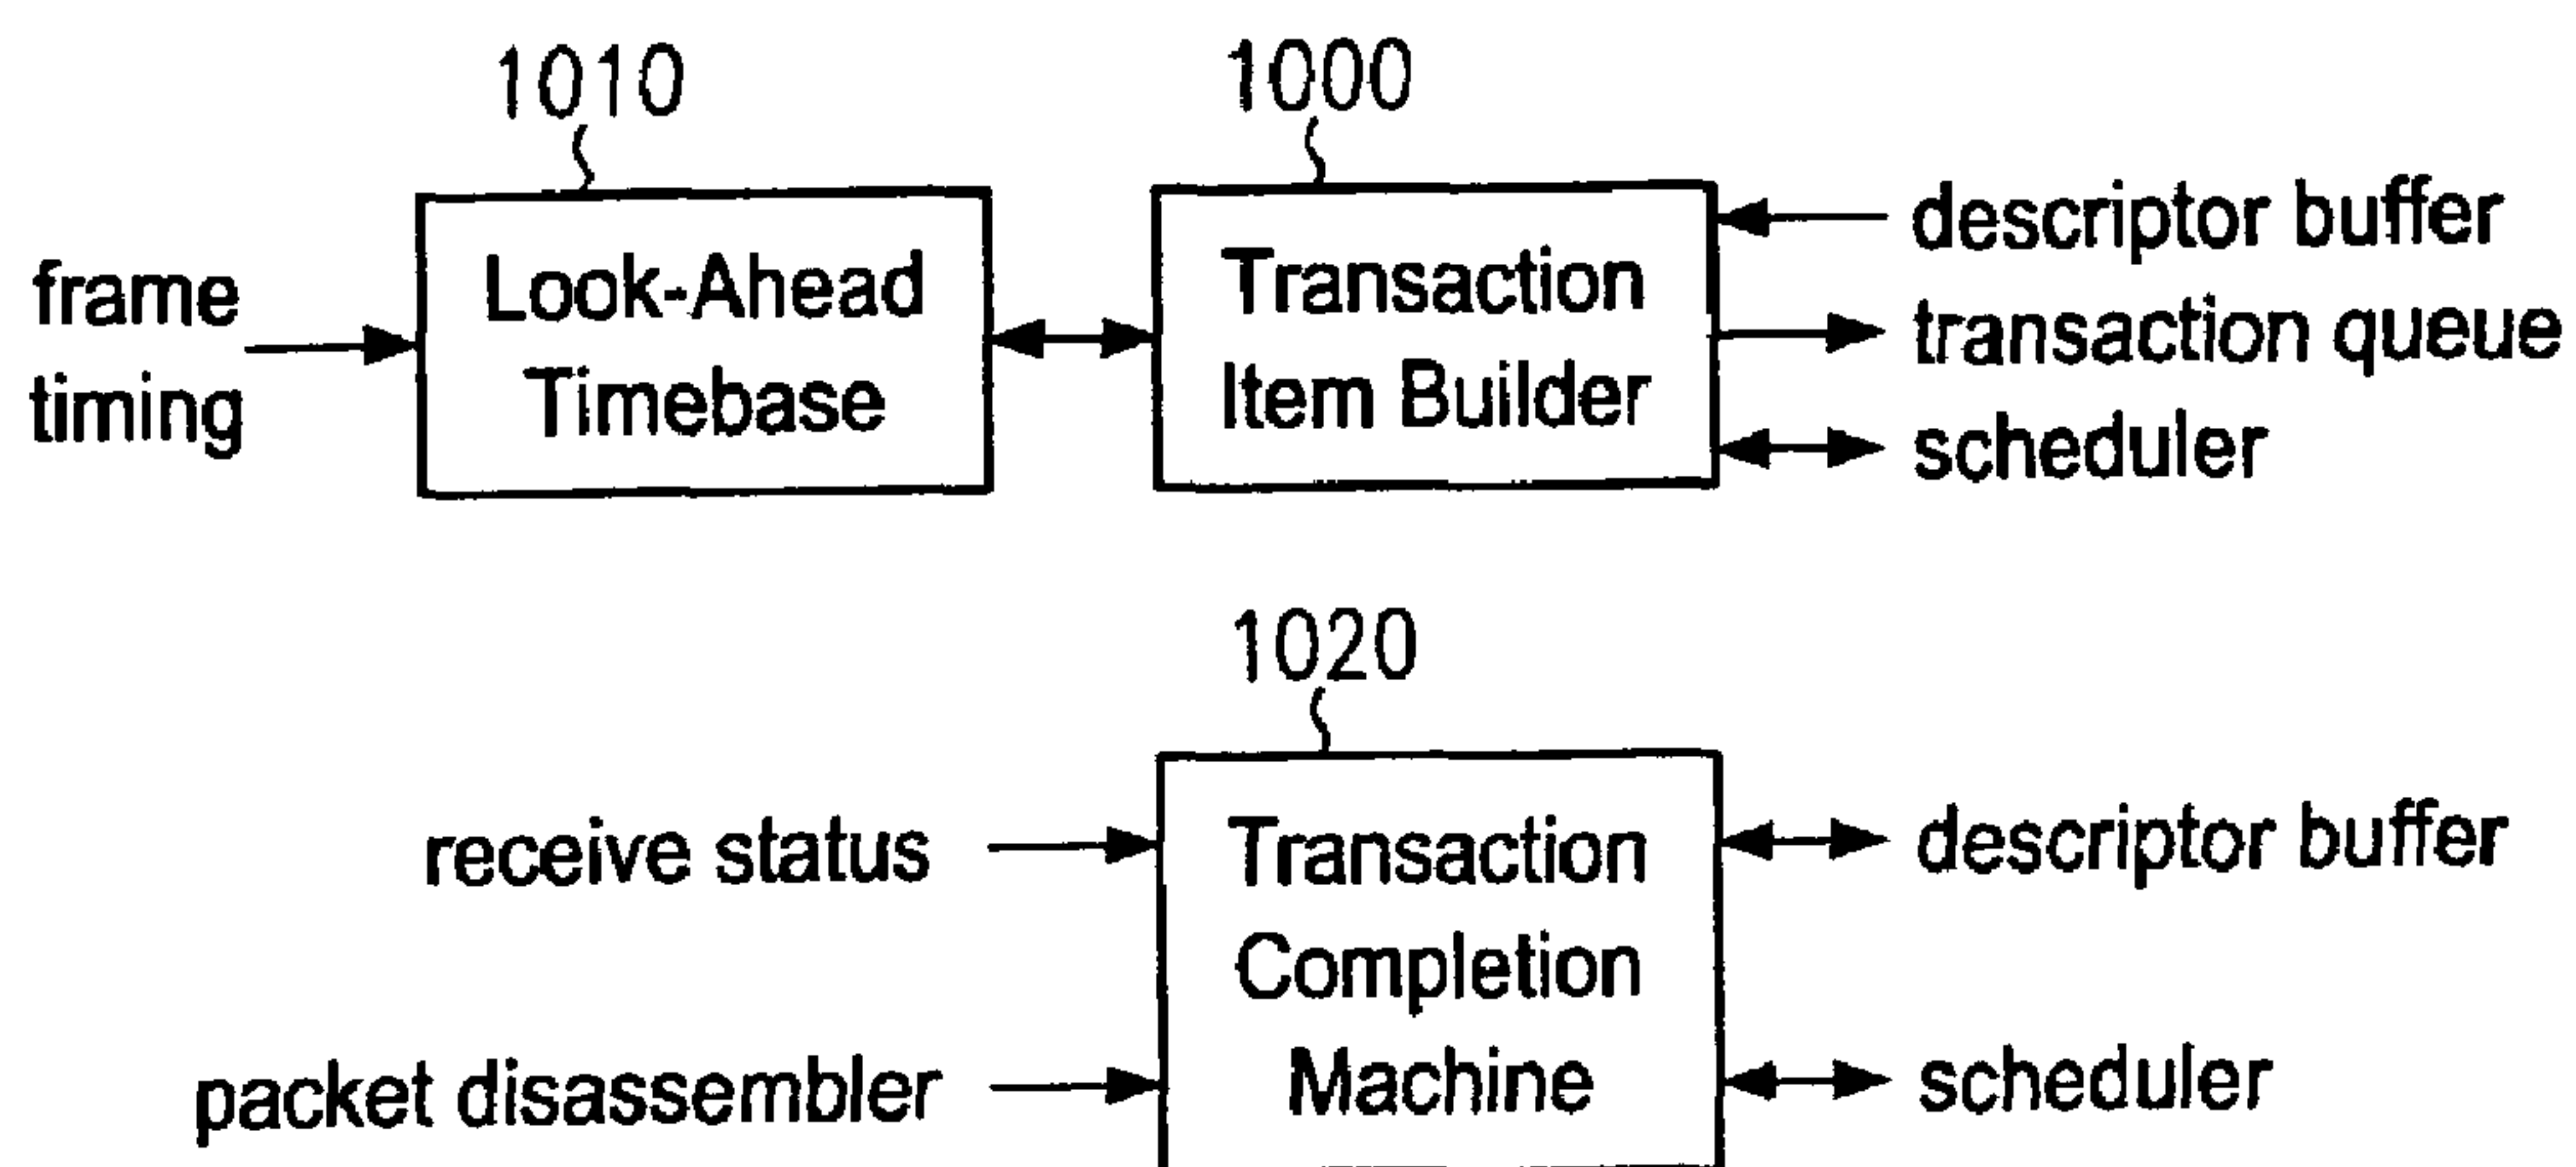 1010
1000
frame
timing
Look-Ahead
Timebase
Transaction
Item Builder
descriptor buffer
transaction queue
scheduler
1020
receive status
packet disassembler
Transaction
Completion
Machine
descriptor buffer
scheduler